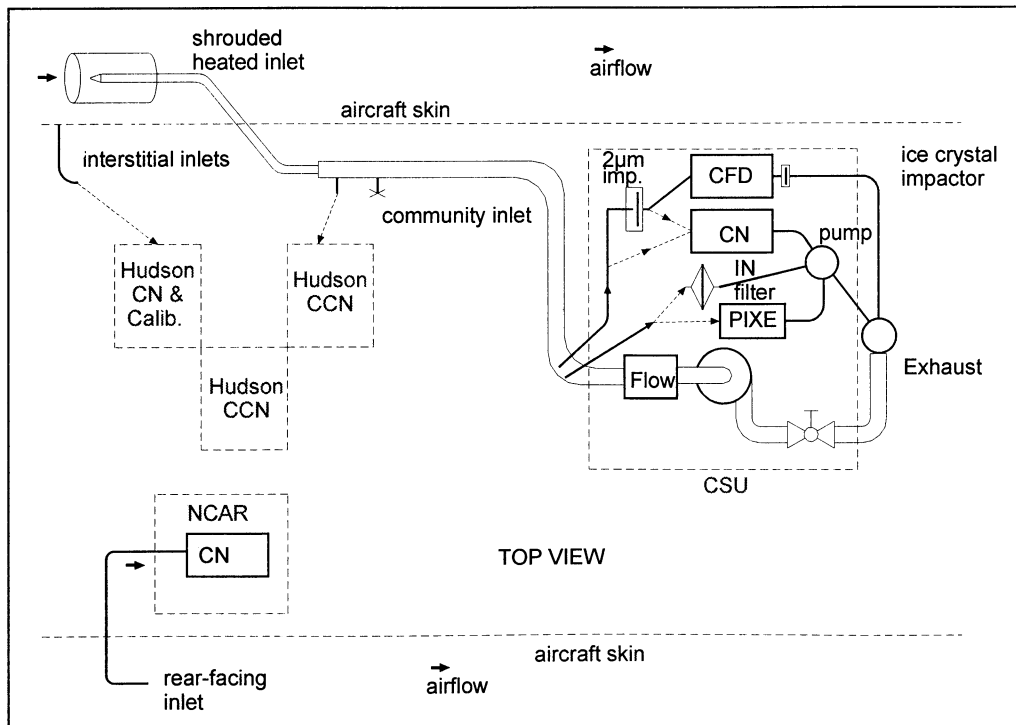 shrouded
heated inlet
airflow
aircraft skin
interstitial inlets
community inlet
2µm
imp.
CFD
ice crystal
impactor
CN
pump
IN
filter
PIXE
Hudson
CN &
Calib.
Hudson
CCN
Hudson
CCN
Flow
Exhaust
CSU
NCAR
CN
TOP VIEW
aircraft skin
rear-facing
inlet
airflow